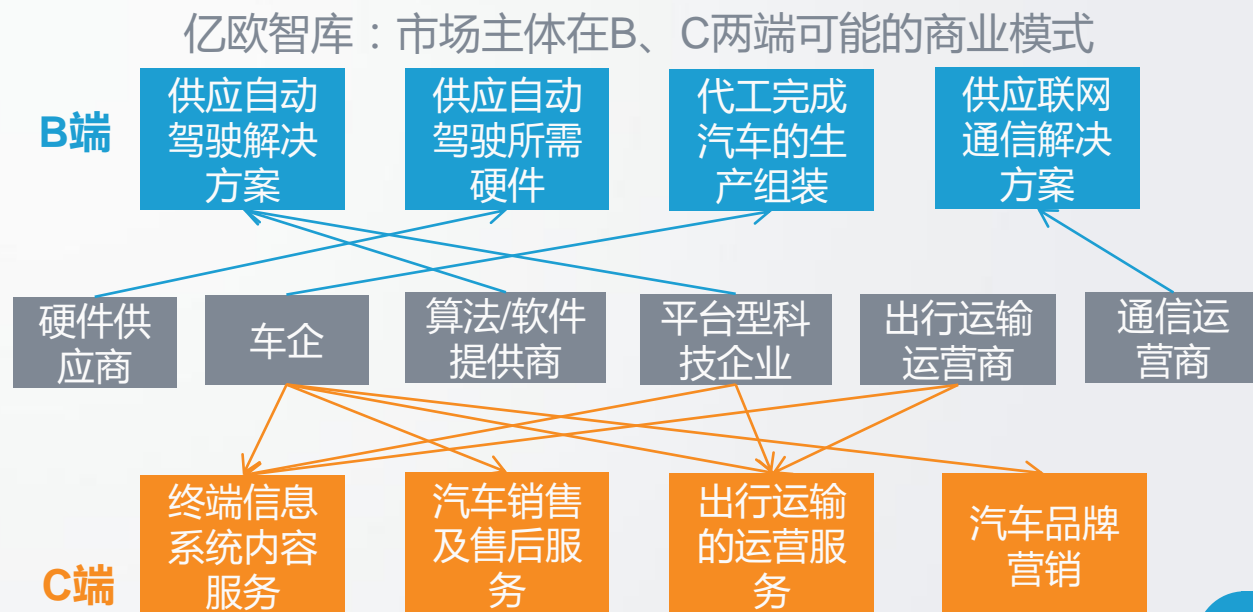 亿欧智库：市场主体在B、C两端可能的商业模式
B端
供应自动
驾驶解决
方案
供应自动
驾驶所需
硬件
代工完成
汽车的生
产组装
供应联网
通信解决
方案
硬件供
应商
车企
算法/软件
提供商
平台型科
技企业
出行运输
运营商
通信运
营商
C端
终端信息
系统内容
服务
汽车销售
及售后服
务
出行运输
的运营服
务
汽车品牌
营销